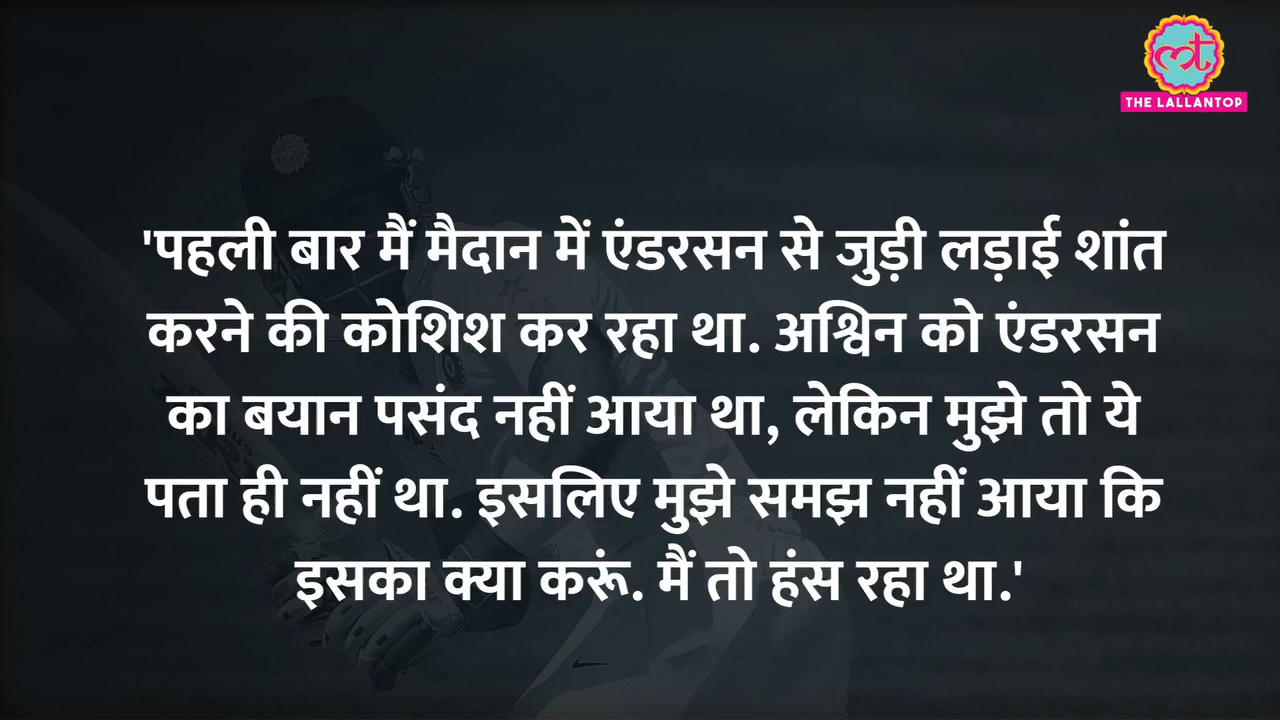 THE LALLANTOP
'पहली बार मैं मैदान में एंडरसन से जुड़ी लड़ाई शांत
करने की कोशिश कर रहा था. अश्विन को एंडरसन
का बयान पसंद नहीं आया था, लेकिन मुझे तो ये
पता ही नहीं था. इसलिए मुझे समझ नहीं आया कि
इसका क्या करूं. मैं तो हंस रहा था.'